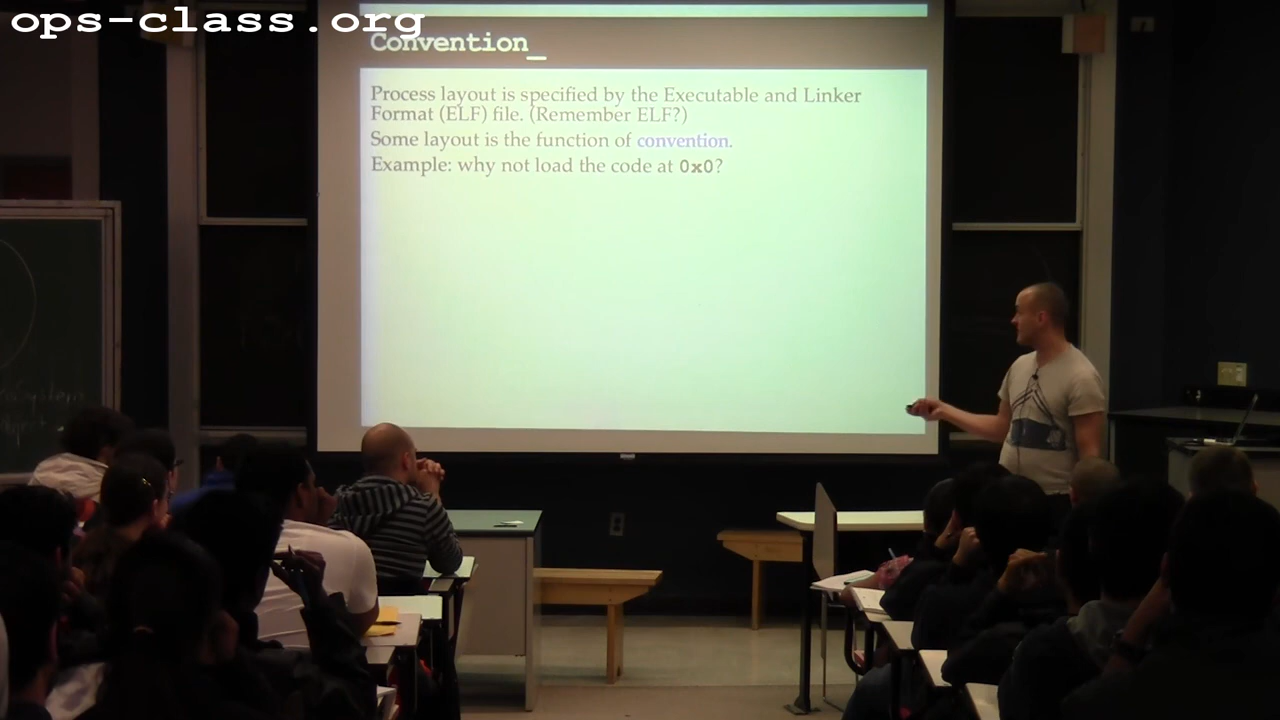 ops-class.org
Convention_
Process layout is specified by the Executable and Linker
Format (ELF) file. (Remember ELF?)
Some layout is the function of convention.
Example: why not load the code at 0x0?